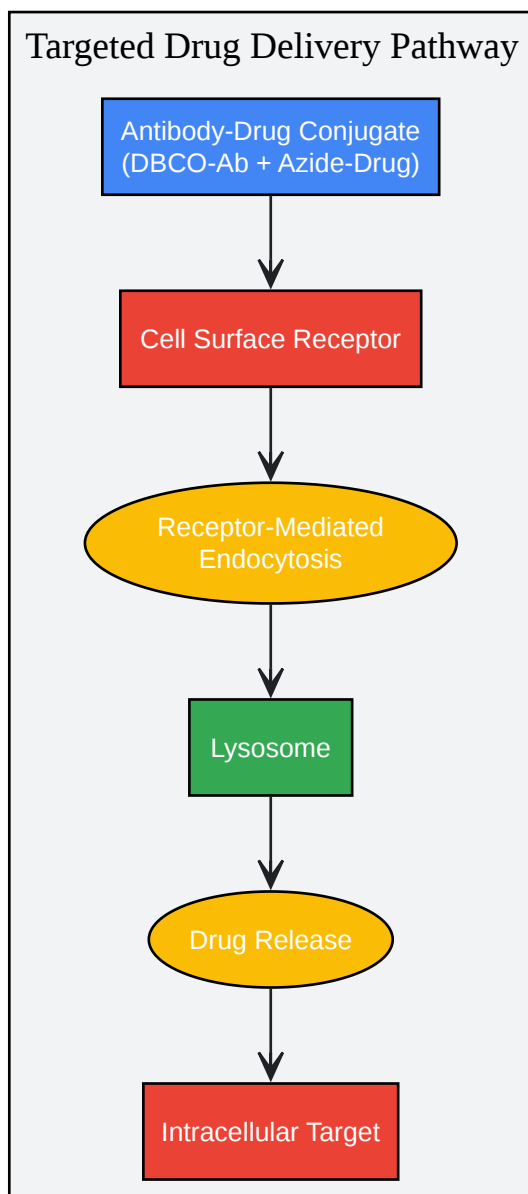 Targeted Drug Delivery Pathway
Antibody-Drug Conjugate
(DBCO-Ab + Azide-Drug)
Cell Surface Receptor
Receptor-Mediated
Endocytosis
Lysosome
Drug Release
Intracellular Target